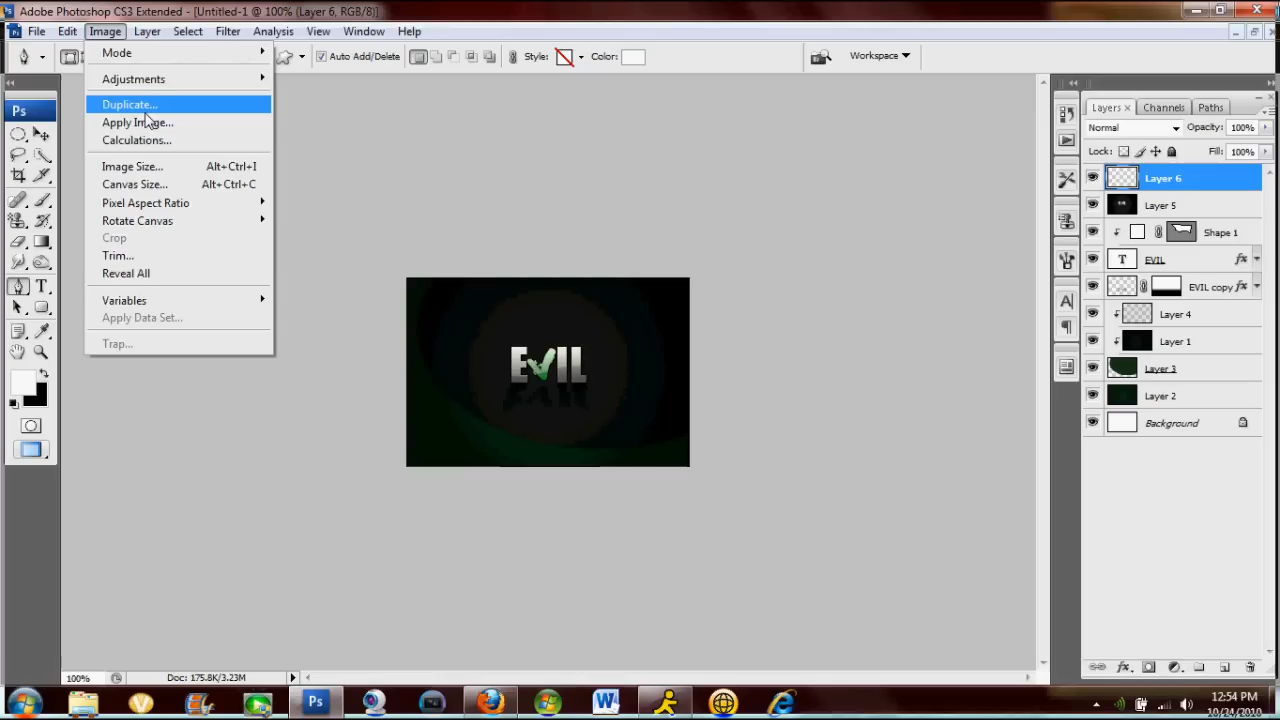 Adobe Photoshop CS3 Extended - [Untitled-1 @ 100% (Layer 6, RGB/8)]
File Edit Image Layer Select Filter Analysis View Window Help
Auto Add/Delete Style: Color: Workspace
Mode
Adjustments
Duplicate...
Calculations...
Image Size... Alt+Ctrl+I
Canvas Size... Alt+Ctrl+C
Pixel Aspect Ratio
Rotate Canvas
Crop
Trim...
Reveal All
Variables
Apply Data Set...
Trap...
Ps
EVIL
Layers Channels Paths
Normal Opacity: 100%
Lock: Fill: 100%
Layer 6
Layer 5
Shape 1
T EVIL fx
EVIL copy fx
Layer 4
Layer 1
Layer 3
Layer 2
Background
100% Doc: 175.8K/3.23M
Ps
12:54 PM
10/24/2010